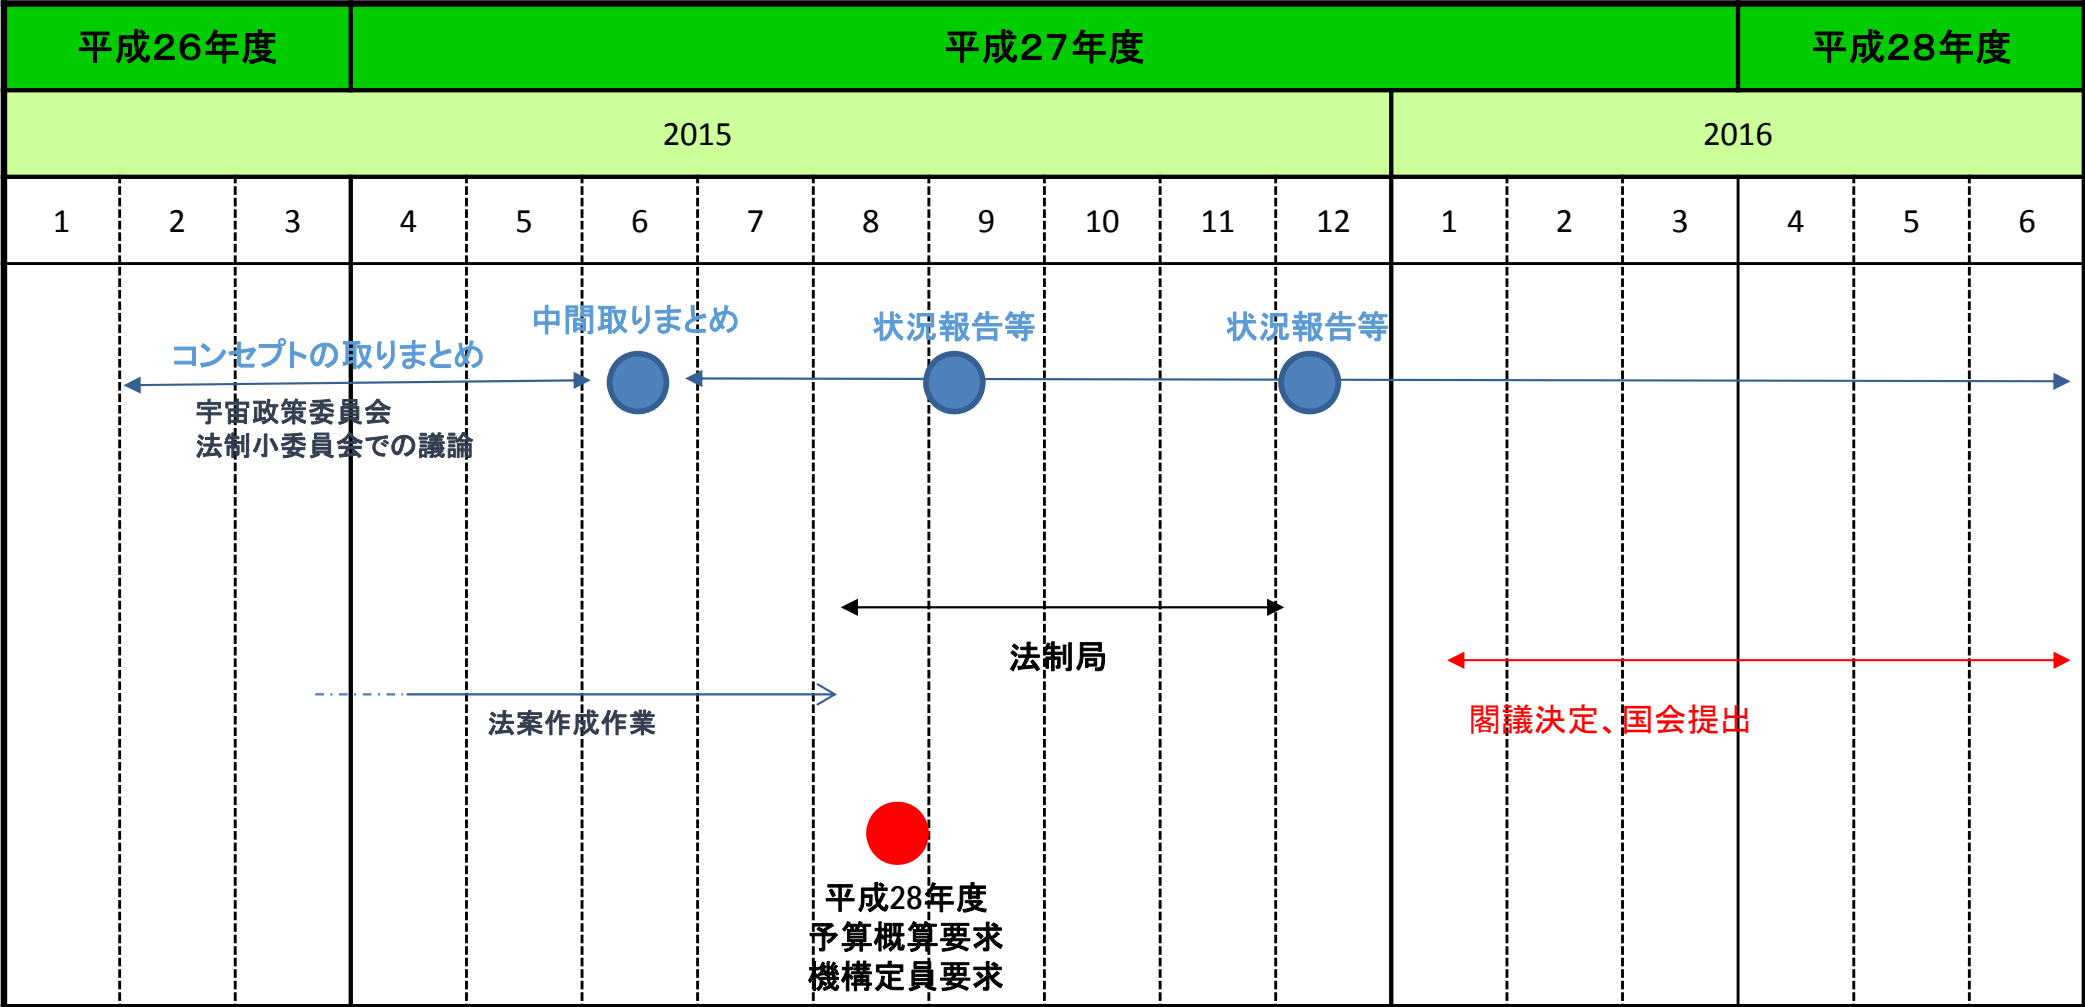 平成26年度
平成27年度
平成28年度
2015
2016
1
2
3
4
5
6
7
8
9
10
11
12
1
2
3
4
5
6
中間取りまとめ
状況報告等
状況報告等
コンセプトの取りまとめ
宇宙政策委員会
法制小委員会での議論
法制局
法案作成作業
閣議決定、国会提出
平成28年度
予算概算要求
機構定員要求